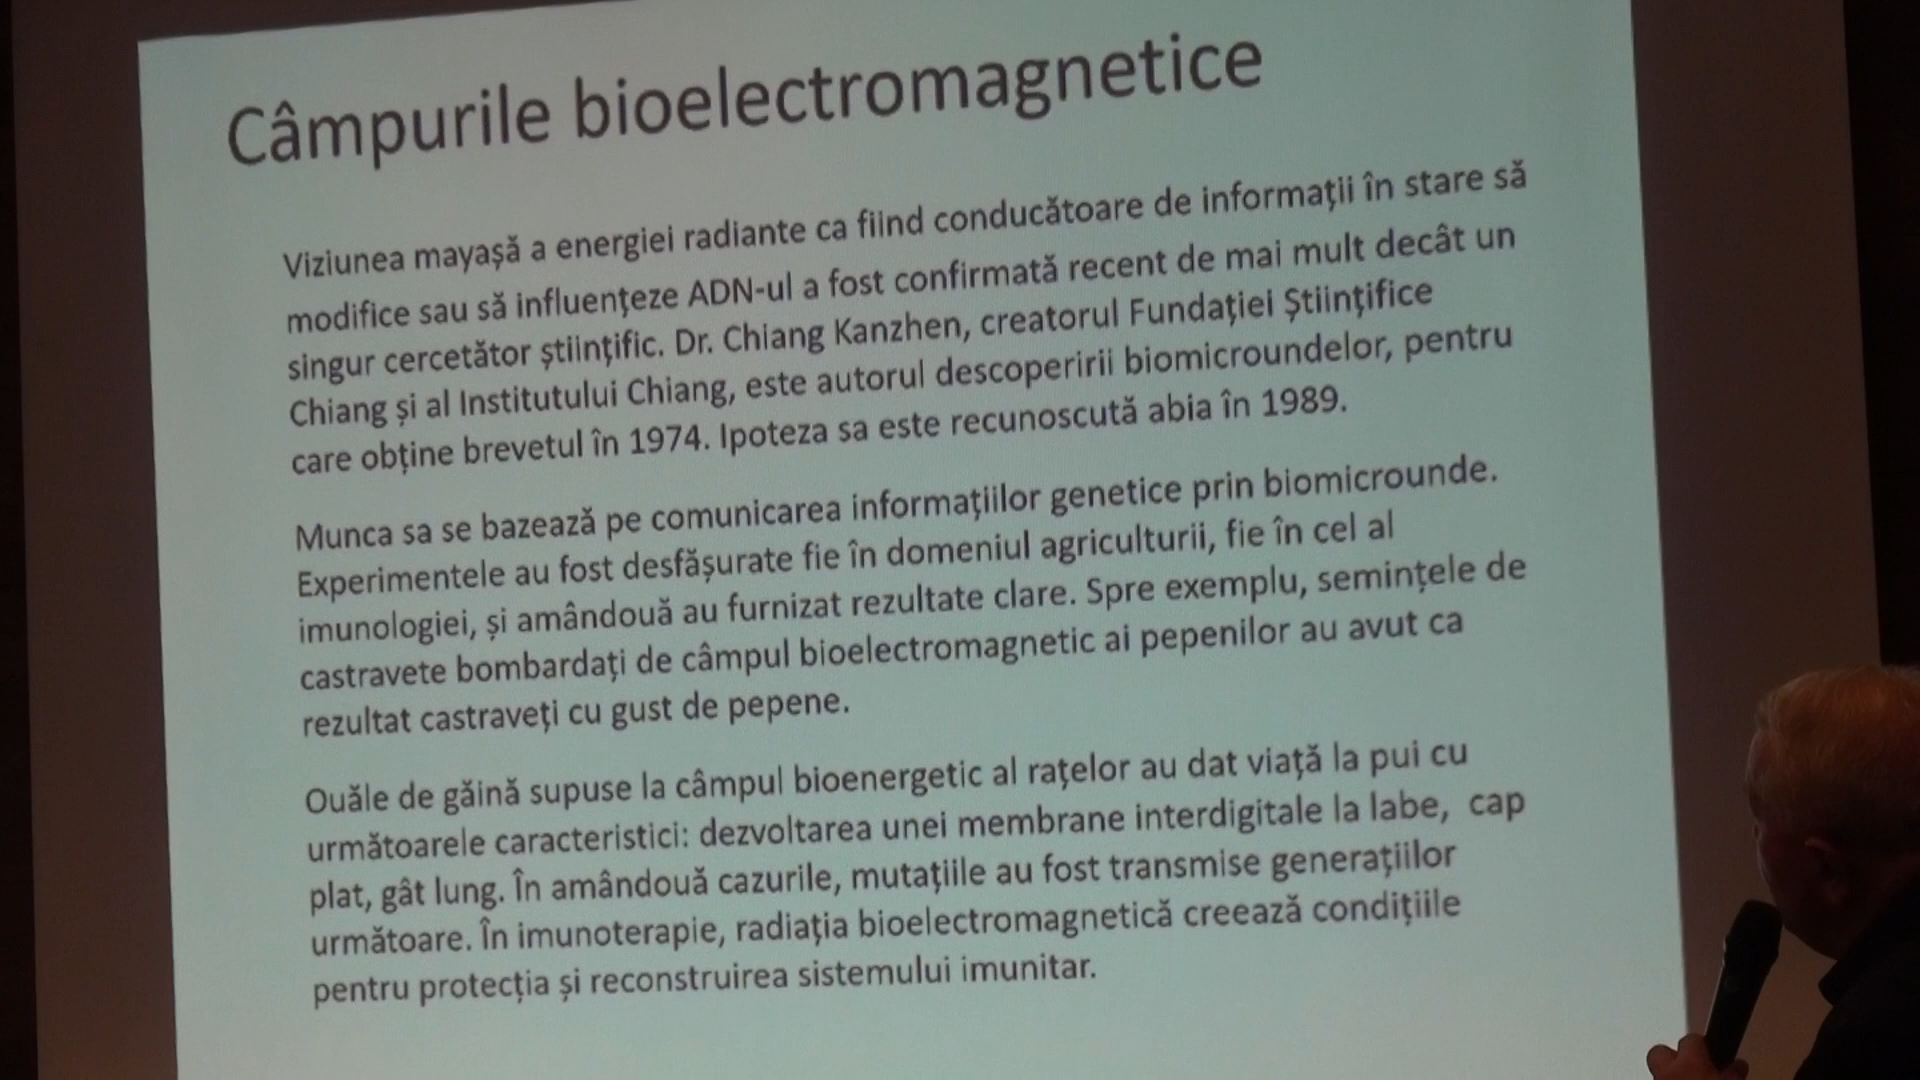 Câmpurile bioelectromagnetice
Viziunea mayașă a energiei radiante ca fiind conducătoare de informații în stare să
modifice sau să influențeze ADN-ul a fost confirmată recent de mai mult decât un
singur cercetător științific. Dr. Chiang Kanzhen, creatorul Fundației Științifice
Chiang și al Institutului Chiang, este autorul descoperirii biomicroundelor, pentru
care obține brevetul în 1974. Ipoteza sa este recunoscută abia în 1989.
Munca sa se bazează pe comunicarea informațiilor genetice prin biomicrounde.
Experimentele au fost desfășurate fie în domeniul agriculturii, fie în cel al
imunologiei, și amândouă au furnizat rezultate clare. Spre exemplu, semințele de
castravete bombardați de câmpul bioelectromagnetic ai pepenilor au avut ca
rezultat castraveți cu gust de pepene.
Ouăle de găină supuse la câmpul bioenergetic al rațelor au dat viață la pui cu
următoarele caracteristici: dezvoltarea unei membrane interdigitale la labe, cap
plat, gât lung. În amândouă cazurile, mutațiile au fost transmise generațiilor
următoare. În imunoterapie, radiația bioelectromagnetică creează condițiile
pentru protecția și reconstruirea sistemului imunitar.